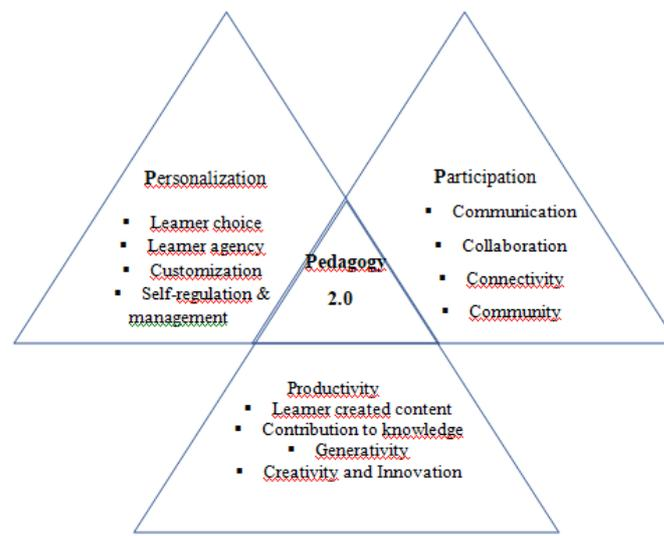 Personalization
▪ Learner choice
▪ Learner agency
▪ Customization
▪ Self-regulation &
management
Participation
▪ Communication
▪ Collaboration
▪ Connectivity
▪ Community
Pedagogy
2.0
Productivity
▪ Learner created content
▪ Contribution to knowledge
▪ Generativity
▪ Creativity and Innovation